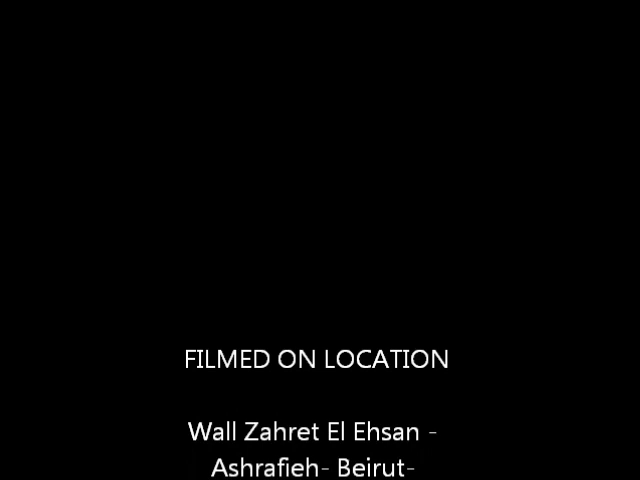 FILMED ON LOCATION
Wall Zahret El Ehsan -
Ashrafieh- Beirut-